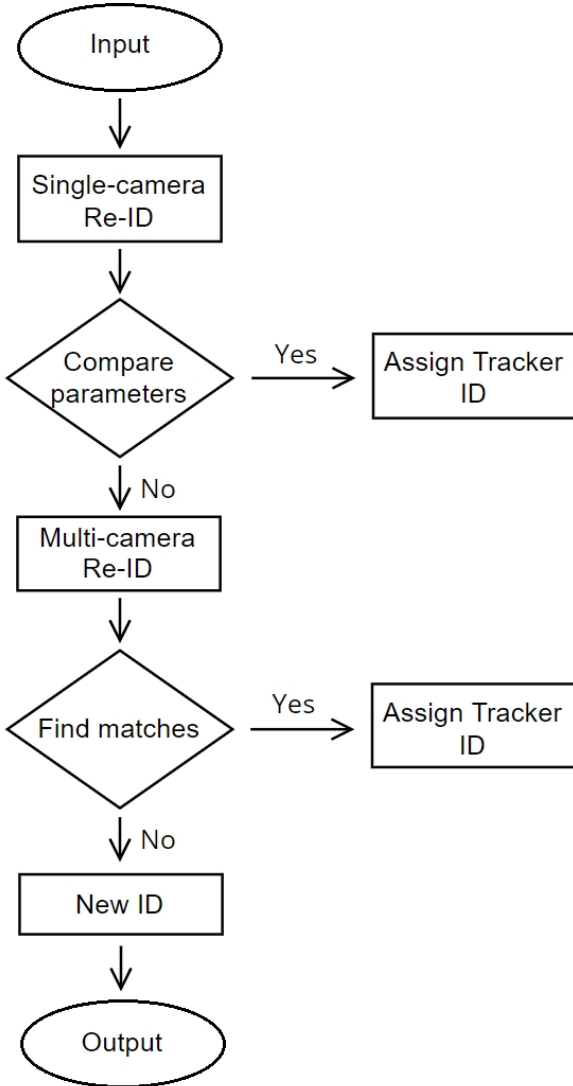 Input
Single-camera
Re-ID
Compare
parameters
Yes
Assign Tracker
ID
No
Multi-camera
Re-ID
Find matches
Yes
Assign Tracker
ID
No
New ID
Output